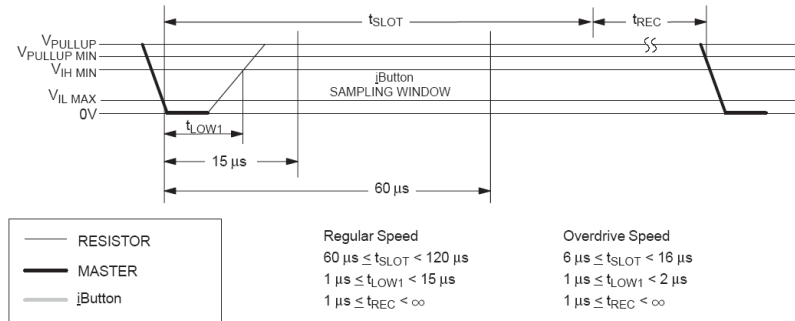 tSLOT
tREC
VPULLUP
VPULLUP MIN
VIH MIN
VIL MAX
0V
iButton
SAMPLING WINDOW
tLOW1
15 µs
60 µs
RESISTOR
MASTER
iButton
Regular Speed
60 µs ≤ tSLOT < 120 µs
1 µs ≤ tLOW1 < 15 µs
1 µs ≤ tREC < ∞
Overdrive Speed
6 µs ≤ tSLOT < 16 µs
1 µs ≤ tLOW1 < 2 µs
1 µs ≤ tREC < ∞